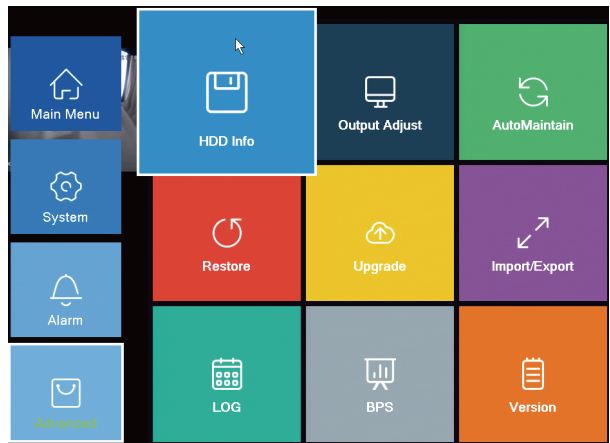 Main Menu
System
Alarm
Advanced
HDD Info
Output Adjust
AutoMaintain
Restore
Upgrade
Import/Export
LOG
BPS
Version